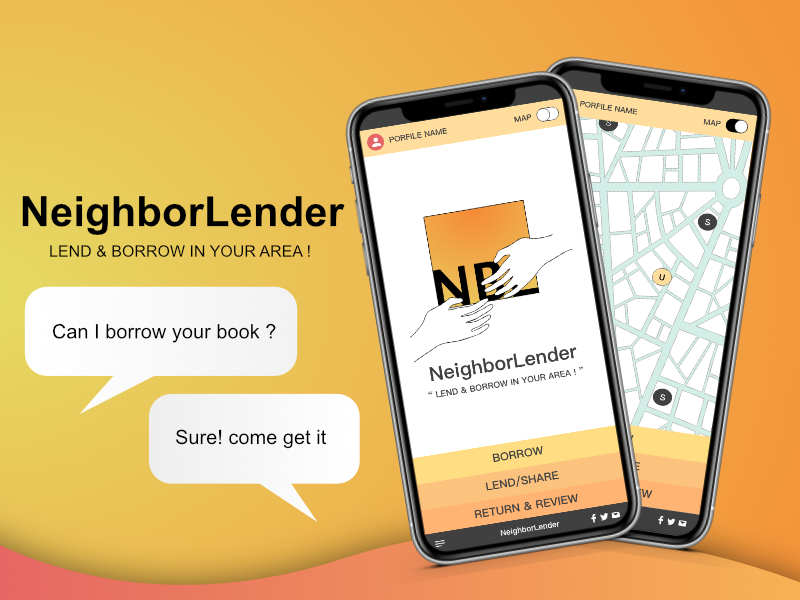 NeighborLender
LEND & BORROW IN YOUR AREA !
Can I borrow your book ?
Sure! come get it
PORFILE NAME
MAP
NeighborLender
“ LEND & BORROW IN YOUR AREA ! ”
BORROW
LEND/SHARE
RETURN & REVIEW
NeighborLender
PORFILE NAME
MAP
S
S
U
S